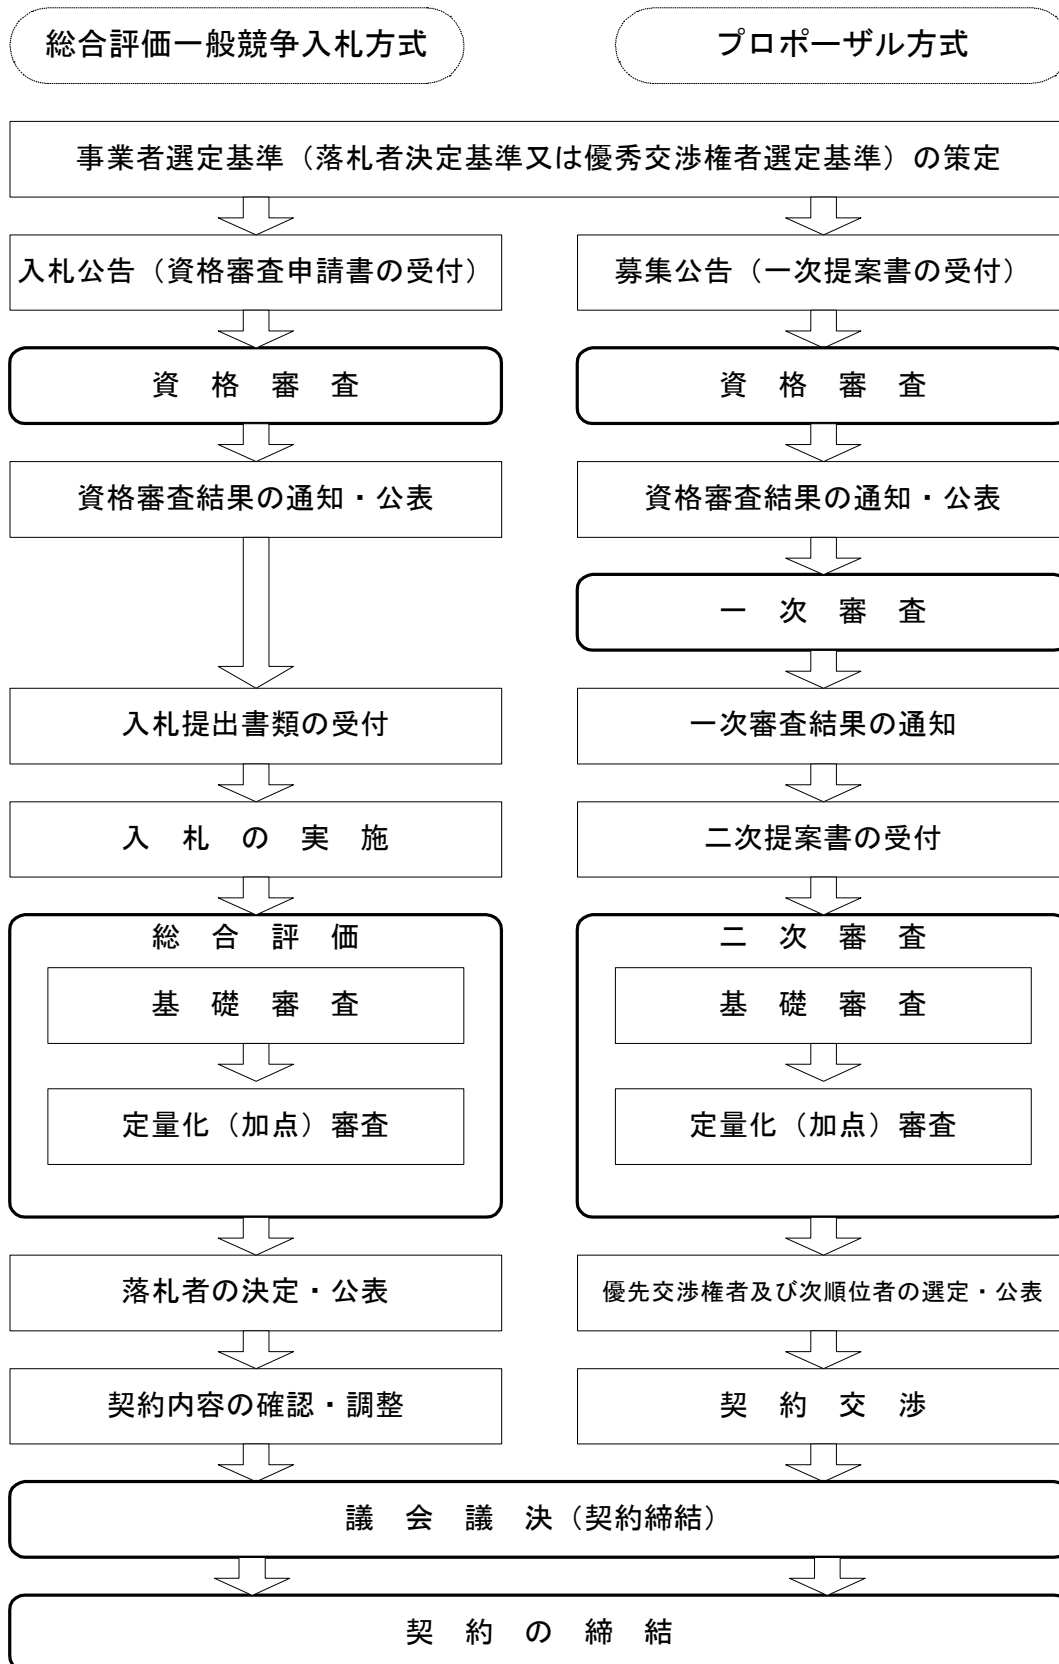 総合評価一般競争入札方式
プロポーザル方式
事業者選定基準（落札者決定基準又は優秀交渉権者選定基準）の策定
入札公告（資格審査申請書の受付）
募集公告（一次提案書の受付）
資格審査
資格審査
資格審査結果の通知・公表
資格審査結果の通知・公表
一次審査
入札提出書類の受付
一次審査結果の通知
入札の実施
二次提案書の受付
総合評価
二次審査
基礎審査
基礎審査
定量化（加点）審査
定量化（加点）審査
落札者の決定・公表
優先交渉権者及び次順位者の選定・公表
契約内容の確認・調整
契約交渉
議会議決（契約締結）
契約の締結